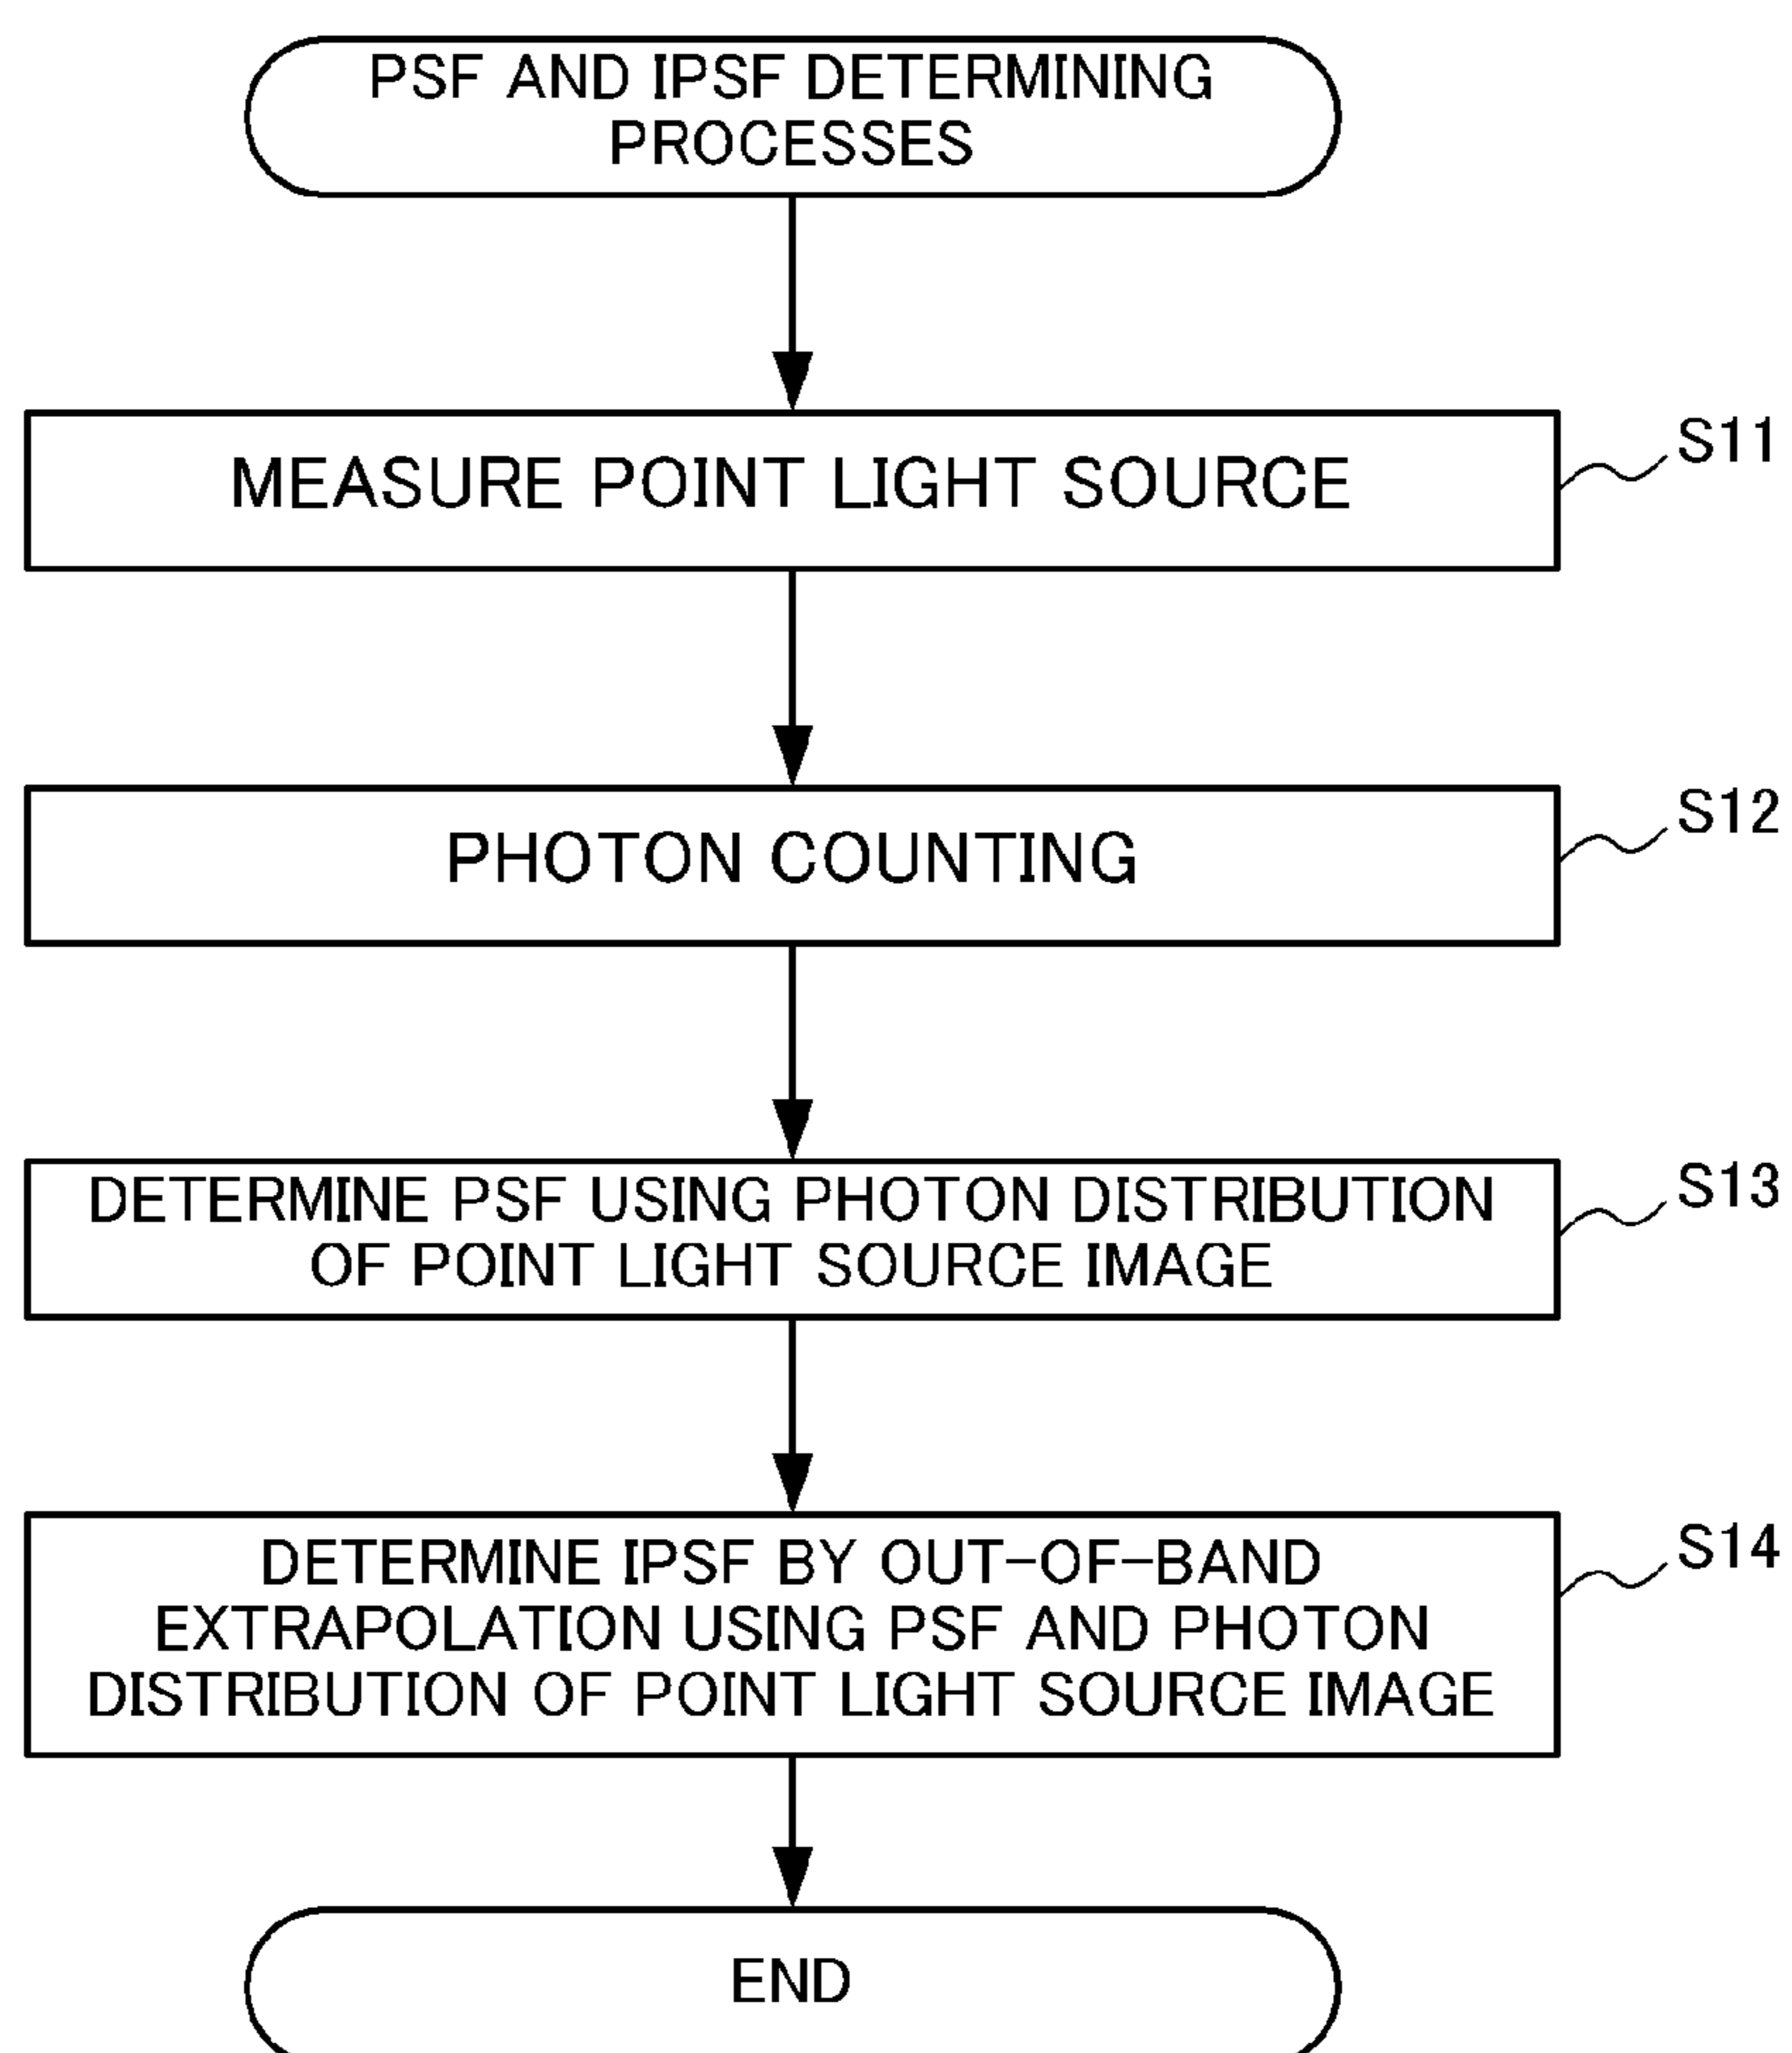 PSF AND IPSF DETERMINING
PROCESSES
MEASURE POINT LIGHT SOURCE
S11
PHOTON COUNTING
S12
DETERMINE PSF USING PHOTON DISTRIBUTION
OF POINT LIGHT SOURCE IMAGE
S13
DETERMINE IPSF BY OUT-OF-BAND
EXTRAPOLATION USING PSF AND PHOTON
DISTRIBUTION OF POINT LIGHT SOURCE IMAGE
S14
END